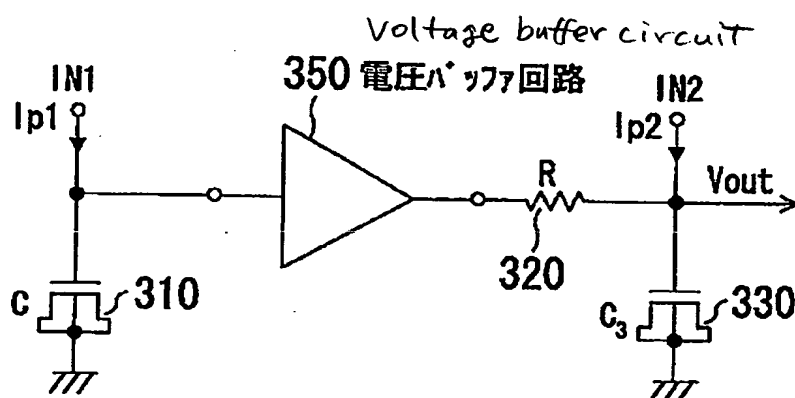 Voltage buffer circuit
350 電圧バッファ回路
IN1
Ip1
IN2
Ip2
R
Vout
320
C
310
C₃
330